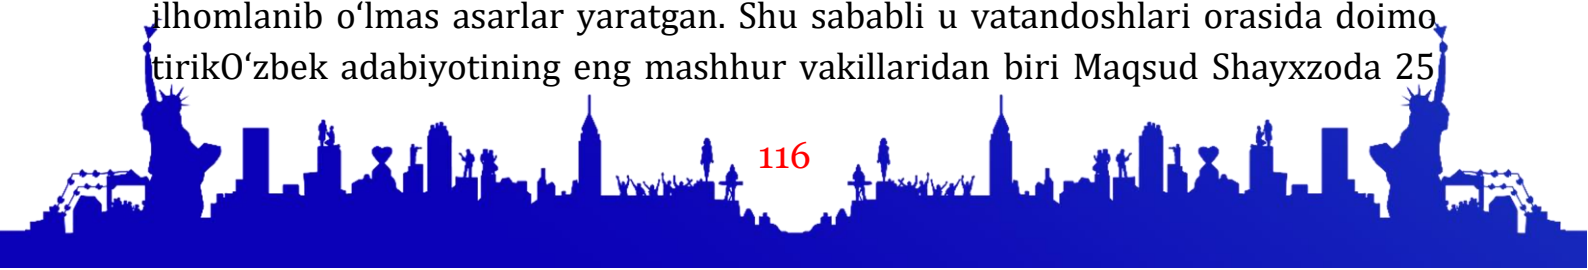 ilhomlanib o‘lmas asarlar yaratgan. Shu sababli u vatandoshlari orasida doimo
tirikO‘zbek adabiyotining eng mashhur vakillaridan biri Maqsud Shayxzoda 25
116